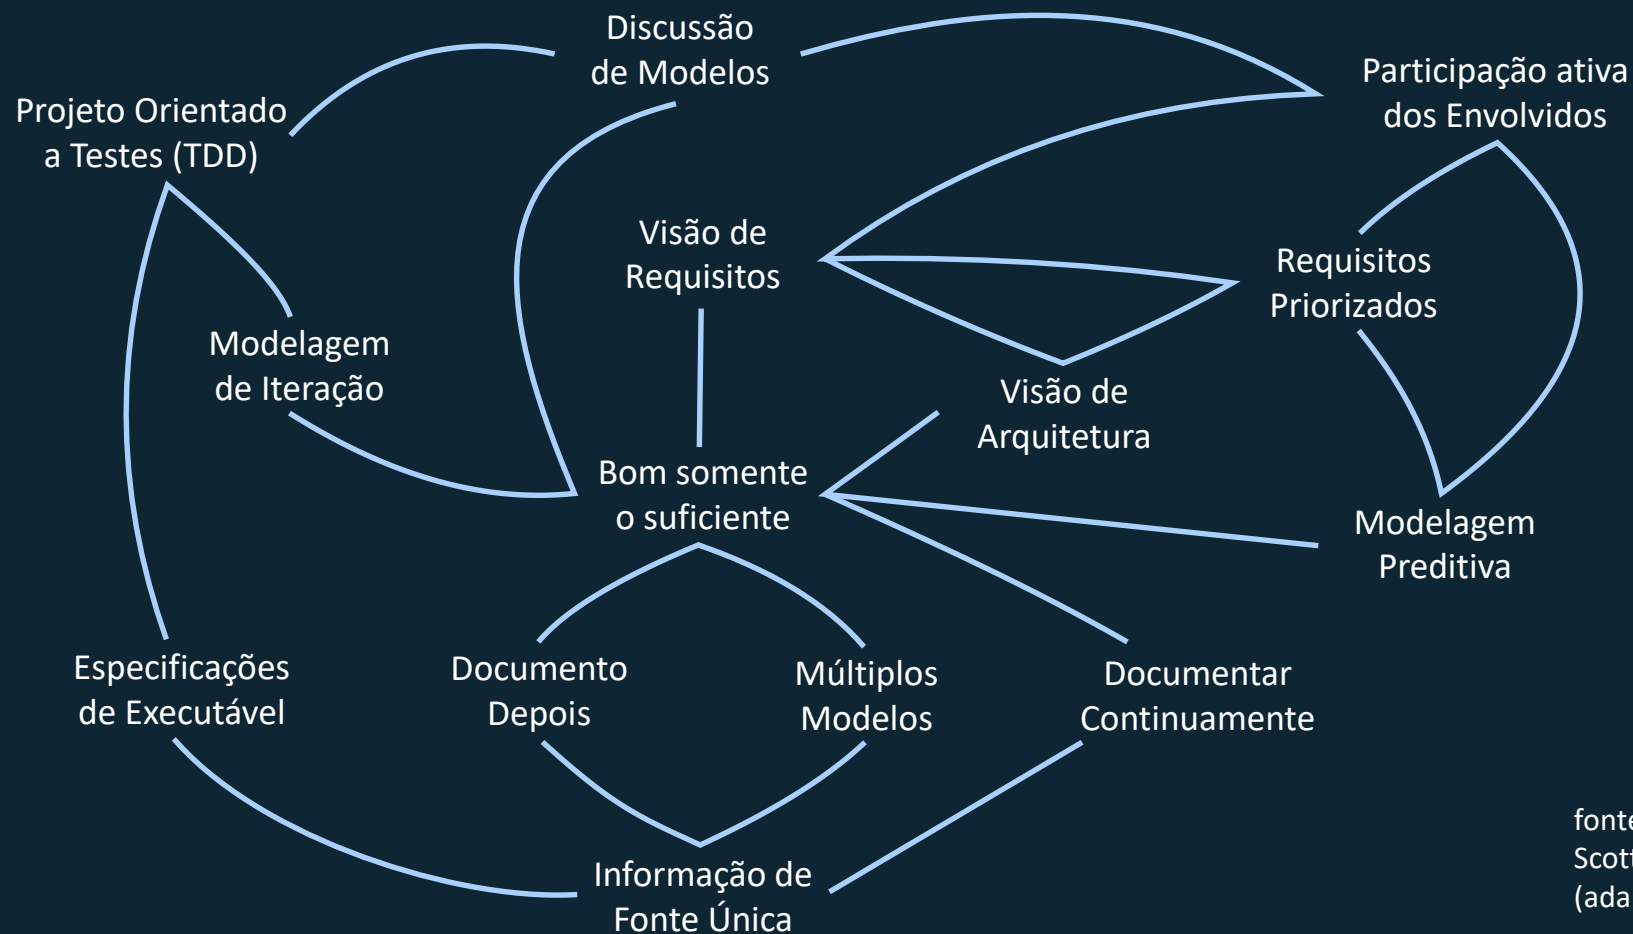 Discussão
de Modelos
Participação ativa
dos Envolvidos
Projeto Orientado
a Testes (TDD)
Visão de
Requisitos
Requisitos
Priorizados
Modelagem
de Iteração
Visão de
Arquitetura
Bom somente
o suficiente
Modelagem
Preditiva
Especificações
de Executável
Documento
Depois
Múltiplos
Modelos
Documentar
Continuamente
Informação de
Fonte Única